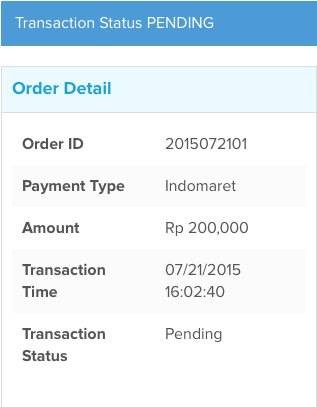 Transaction Status PENDING
Order Detail
Order ID 2015072101
Payment Type Indomaret
Amount Rp 200,000
Transaction Time 07/21/2015 16:02:40
Transaction Status Pending